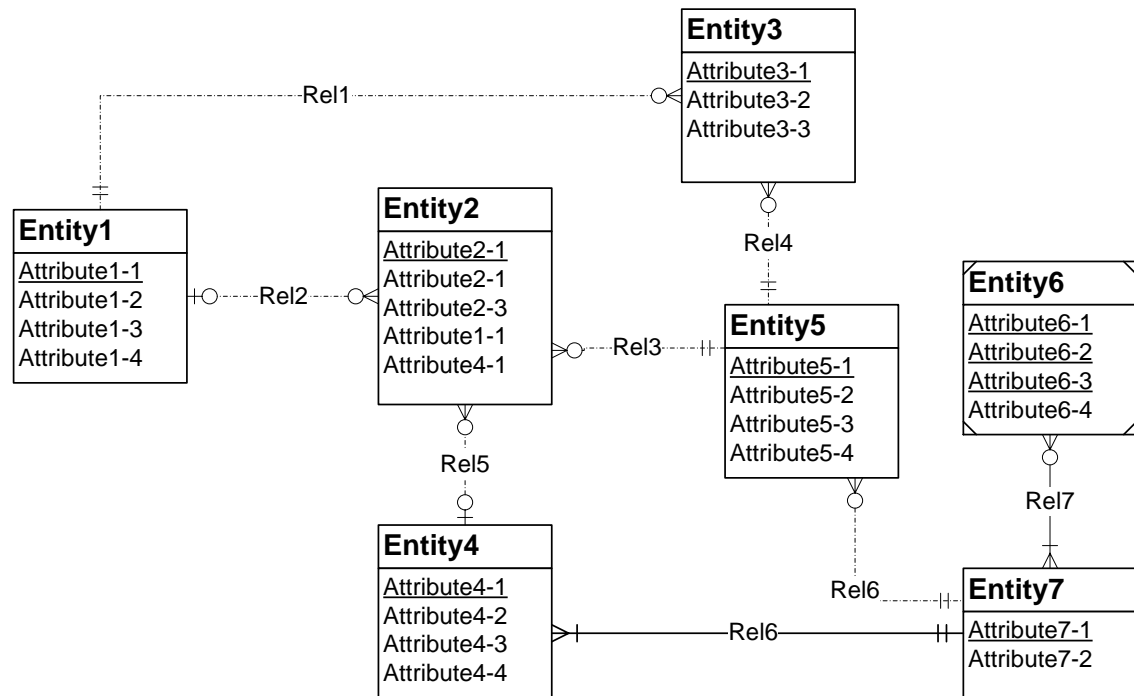 Entity3
Attribute3-1
Attribute3-2
Attribute3-3
Rel1
Entity1
Attribute1-1
Attribute1-2
Attribute1-3
Attribute1-4
Rel2
Entity2
Attribute2-1
Attribute2-1
Attribute2-3
Attribute1-1
Attribute4-1
Rel4
Rel3
Entity5
Attribute5-1
Attribute5-2
Attribute5-3
Attribute5-4
Entity6
Attribute6-1
Attribute6-2
Attribute6-3
Attribute6-4
Rel5
Rel7
Entity4
Attribute4-1
Attribute4-2
Attribute4-3
Attribute4-4
Rel6
Rel6
Entity7
Attribute7-1
Attribute7-2